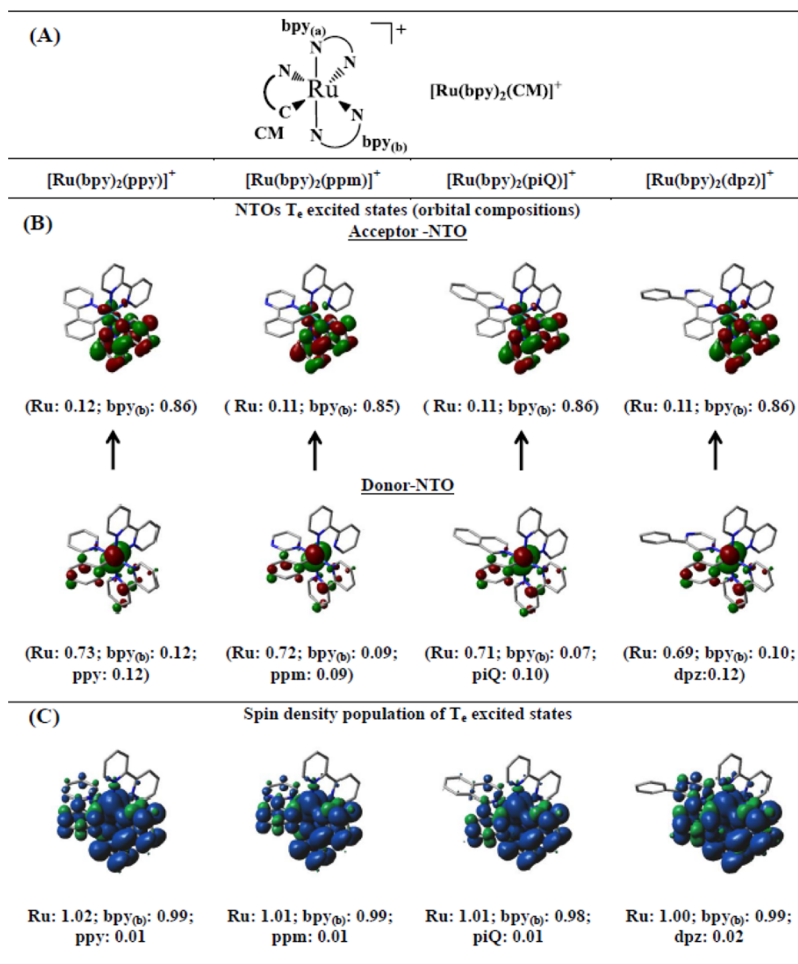 (A)
bpy(a)
+
N
N
N
Ru
[Ru(bpy)2(CM)]+
C
N
CM
N
bpy(b)
[Ru(bpy)2(ppy)]+ [Ru(bpy)2(ppm)]+ [Ru(bpy)2(piQ)]+ [Ru(bpy)2(dpz)]+
(B) NTOs Te excited states (orbital compositions)
Acceptor -NTO
(Ru: 0.12; bpy(b): 0.86) ( Ru: 0.11; bpy(b): 0.85) ( Ru: 0.11; bpy(b): 0.86) (Ru: 0.11; bpy(b): 0.86)
Donor-NTO
(Ru: 0.73; bpy(b): 0.12; (Ru: 0.72; bpy(b): 0.09; (Ru: 0.71; bpy(b): 0.07; (Ru: 0.69; bpy(b): 0.10;
ppy: 0.12) ppm: 0.09) piQ: 0.10) dpz:0.12)
(C) Spin density population of Te excited states
Ru: 1.02; bpy(b): 0.99; Ru: 1.01; bpy(b): 0.99; Ru: 1.01; bpy(b): 0.98; Ru: 1.00; bpy(b): 0.99;
ppy: 0.01 ppm: 0.01 piQ: 0.01 dpz: 0.02